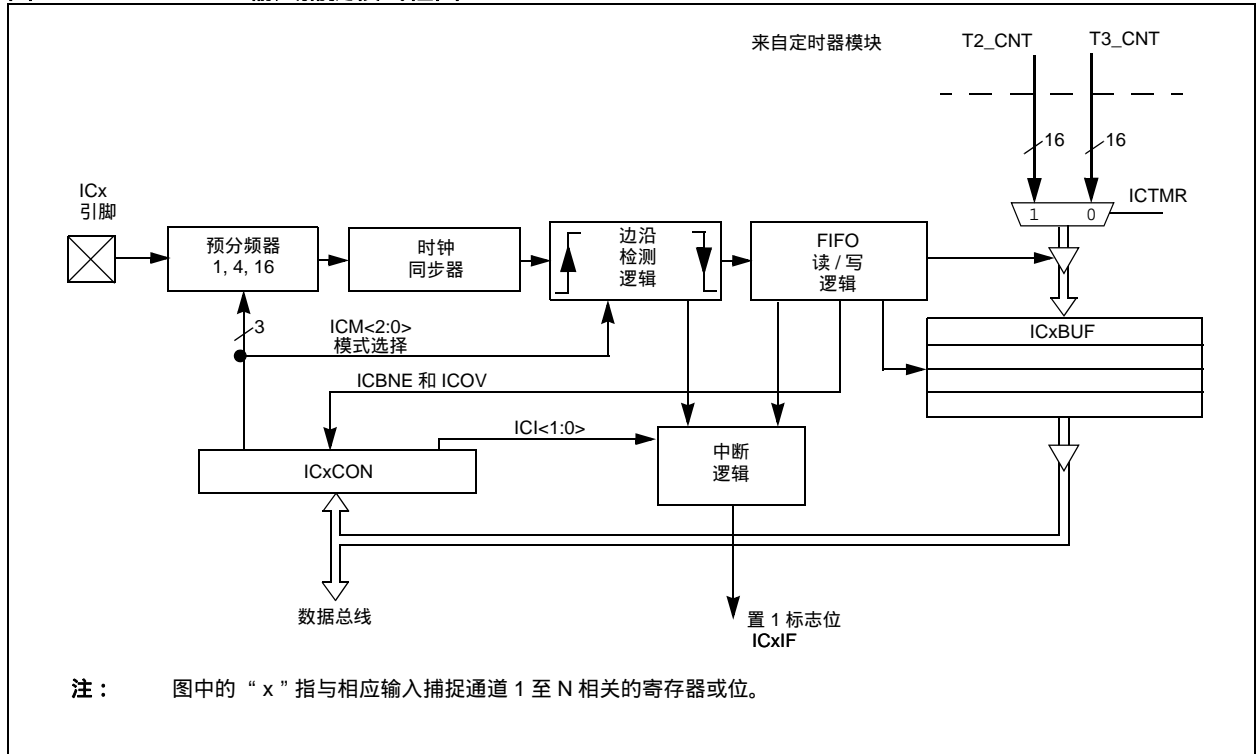 来自定时器模块
T2_CNT
T3_CNT
16
16
ICx
引脚
ICTMR
1 0
预分频器
1, 4, 16
时钟
同步器
边沿
检测
逻辑
FIFO
读 / 写
逻辑
3
ICM<2:0>
模式选择
ICxBUF
ICBNE 和 ICOV
ICI<1:0>
中断
逻辑
ICxCON
数据总线
置 1 标志位
ICxIF
注： 图中的 “ x ” 指与相应输入捕捉通道 1 至 N 相关的寄存器或位。